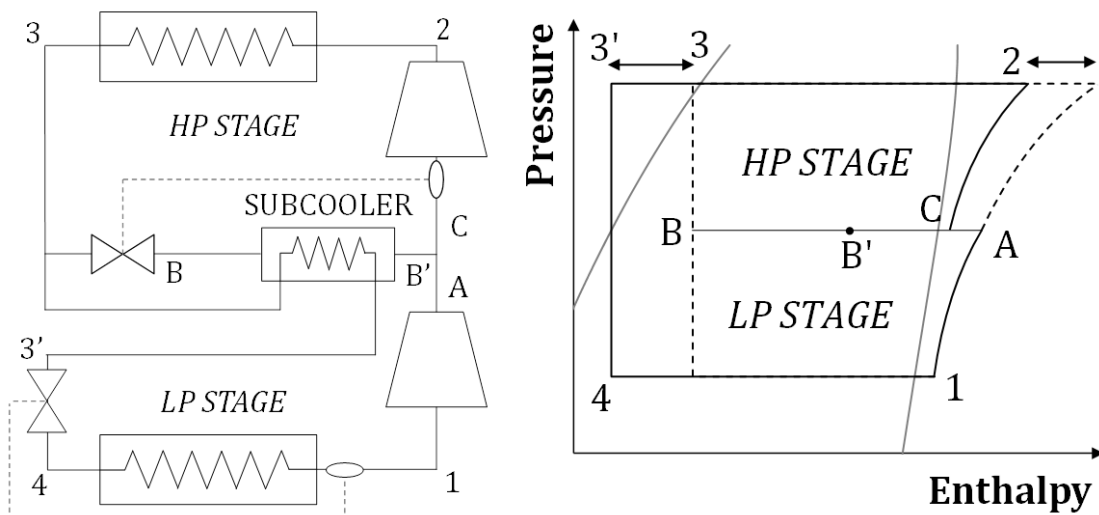 3
2
HP STAGE
SUBCOOLER
C
B
B'
A
3'
LP STAGE
4
1
Pressure
3'
3
2
HP STAGE
C
B
B'
A
LP STAGE
4
1
Enthalpy